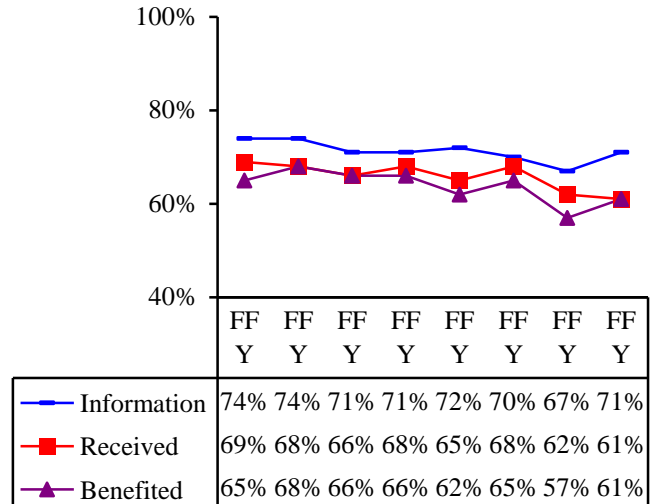 100%
80%
60%
40%
FF FF FF FF FF FF FF FF
Y Y Y Y Y Y Y Y
Information 74% 74% 71% 71% 72% 70% 67% 71%
Received 69% 68% 66% 68% 65% 68% 62% 61%
Benefited 65% 68% 66% 66% 62% 65% 57% 61%